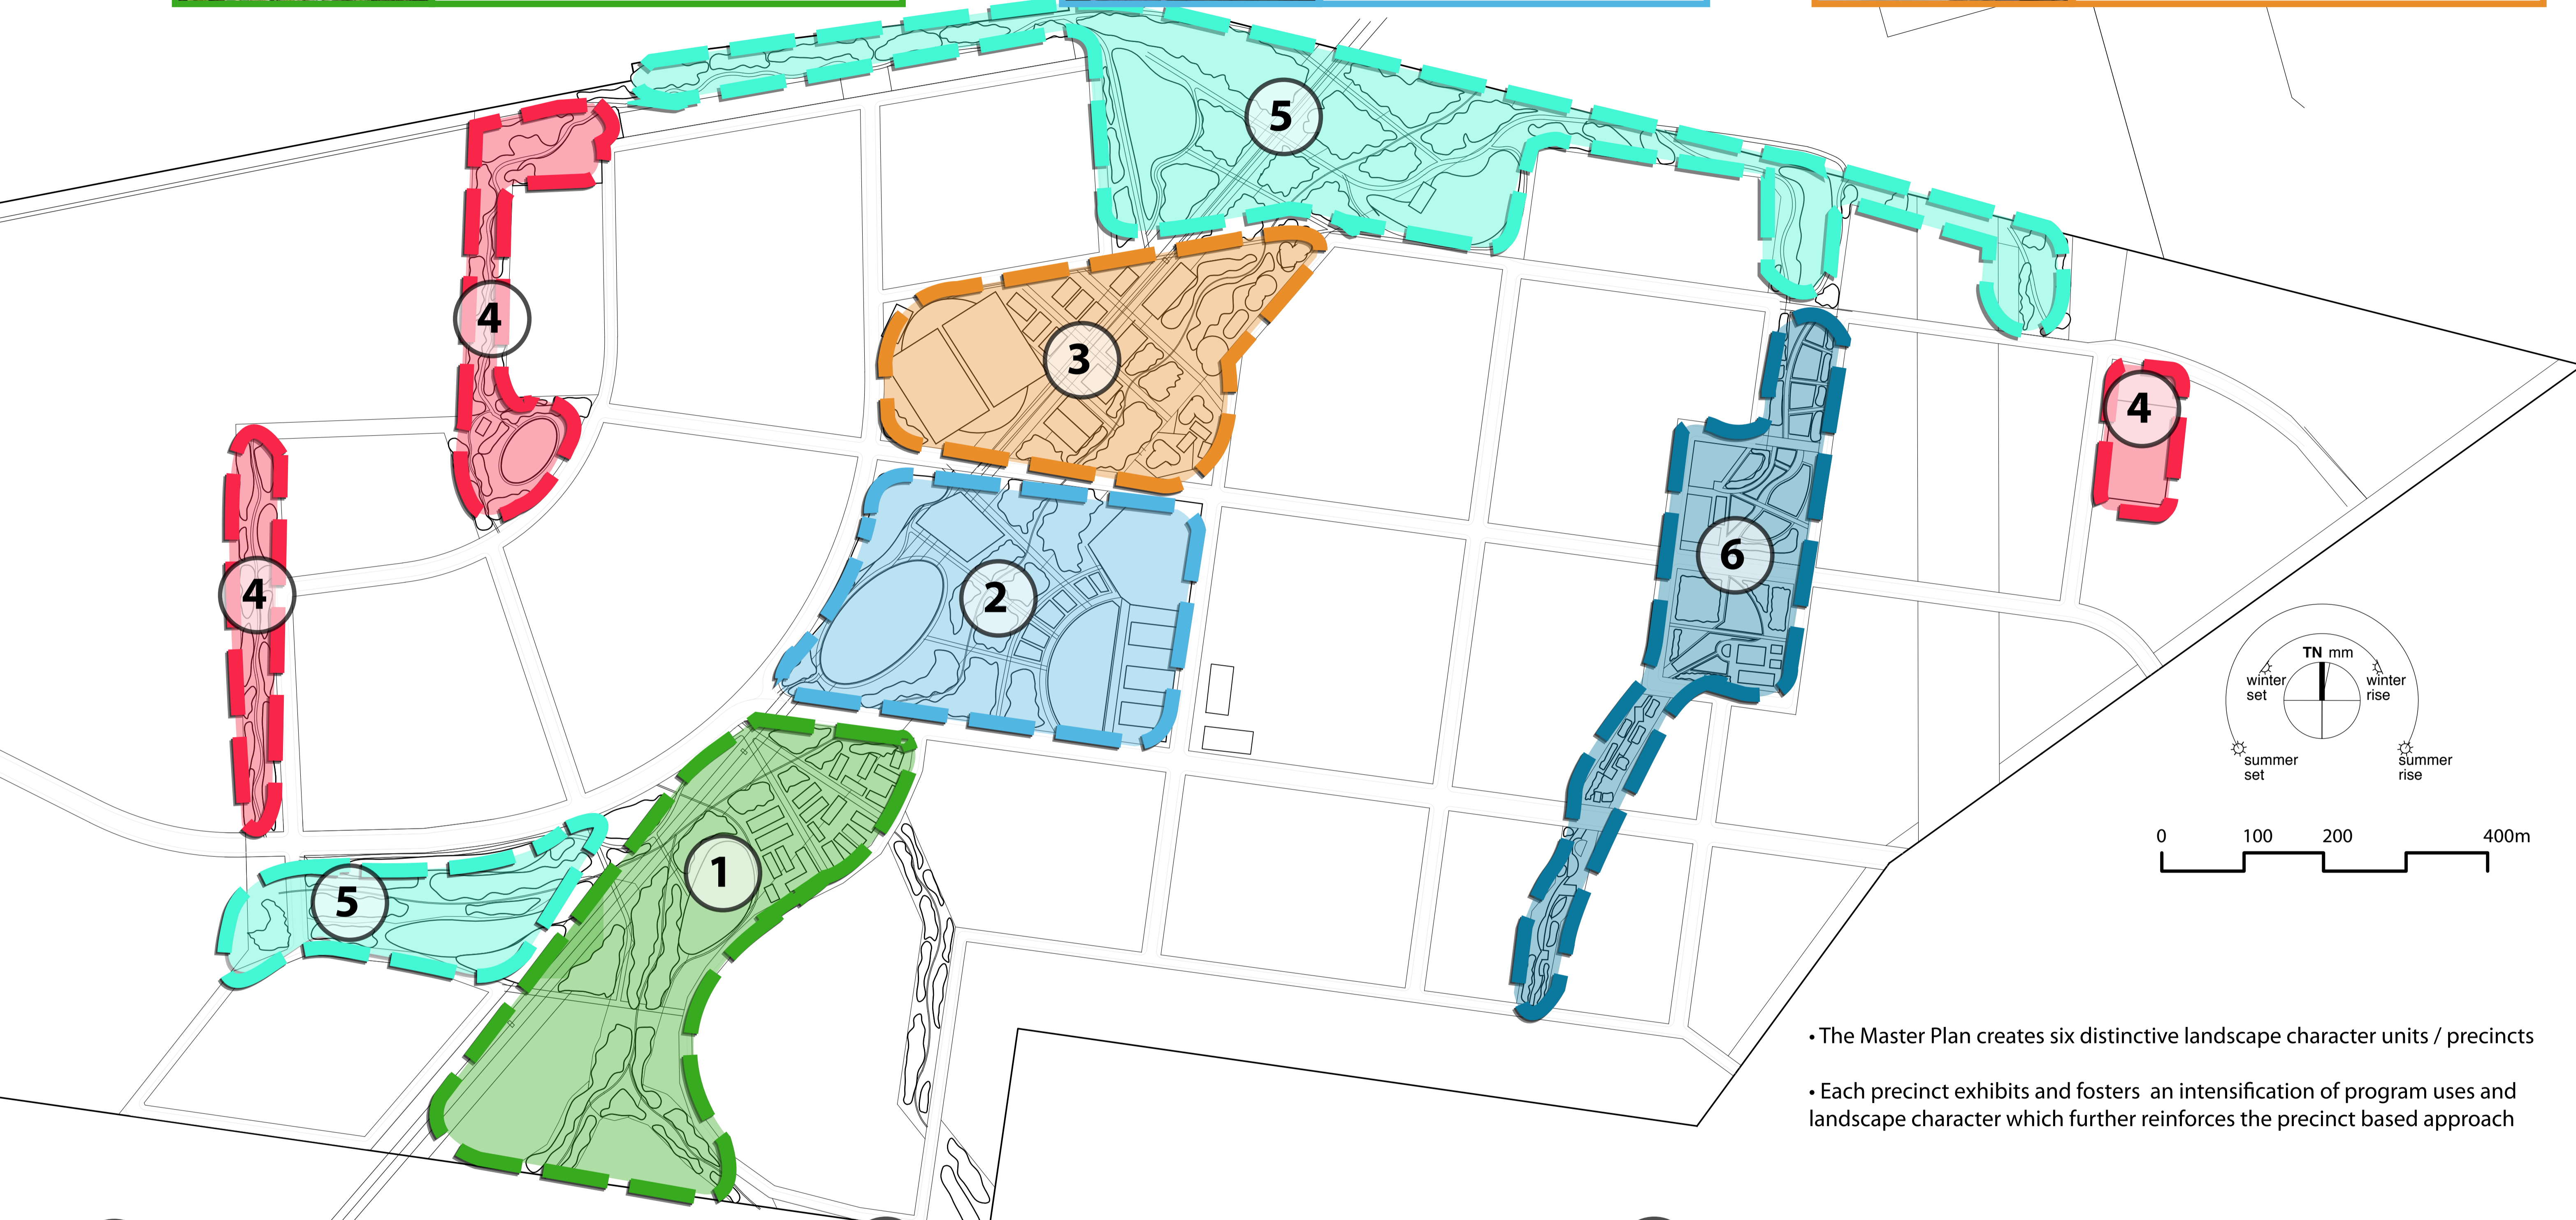 5
4
3
4
6
2
4
TN mm
winter set
winter rise
summer set
summer rise
0 100 200 400m
1
5
• The Master Plan creates six distinctive landscape character units / precincts
• Each precinct exhibits and fosters an intensification of program uses and
landscape character which further reinforces the precinct based approach